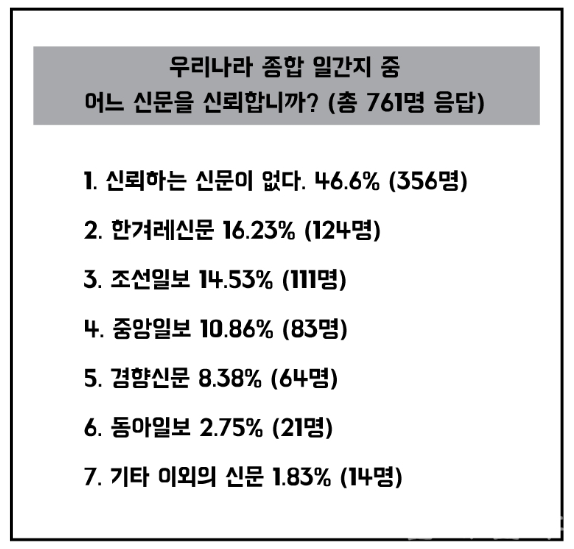 우리나라 종합 일간지 중
어느 신문을 신뢰합니까? (총 761명 응답)
1. 신뢰하는 신문이 없다. 46.6% (356명)
2. 한겨레신문 16.23% (124명)
3. 조선일보 14.53% (111명)
4. 중앙일보 10.86% (83명)
5. 경향신문 8.38% (64명)
6. 동아일보 2.75% (21명)
7. 기타 이외의 신문 1.83% (14명)